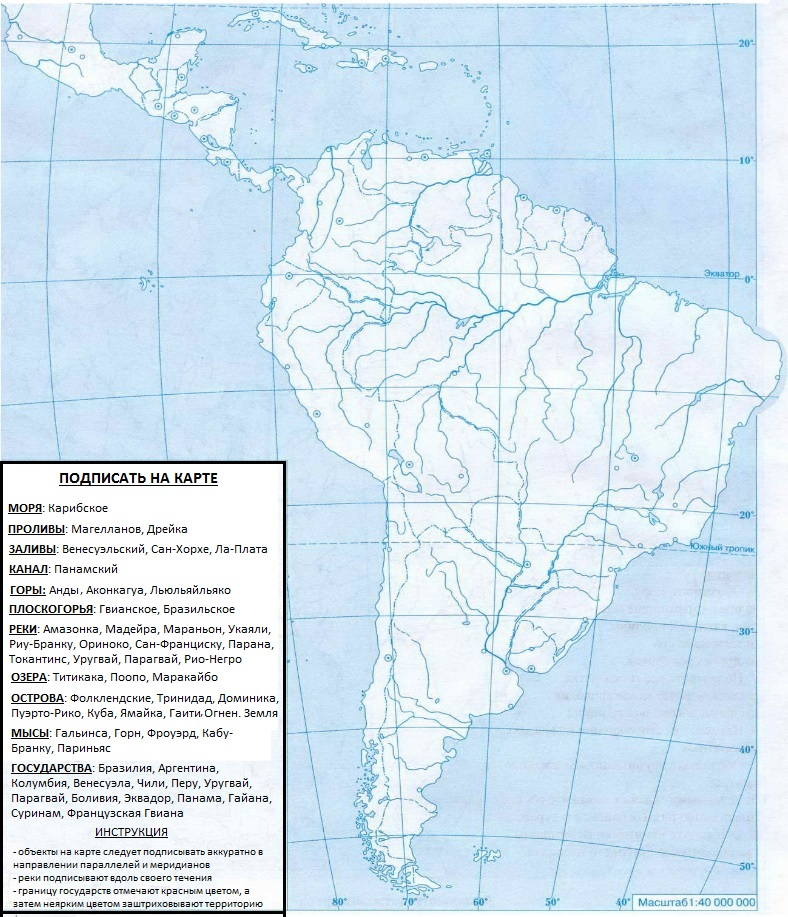 20°
10°
Экватор
0°
ПОДПИСАТЬ НА КАРТЕ
МОРЯ: Карибское
ПРОЛИВЫ: Магелланов, Дрейка
ЗАЛИВЫ: Венесуэльский, Сан-Хорхе, Ла-Плата
КАНАЛ: Панамский
ГОРЫ: Анды, Аконкагуа, Льюльяйльяко
ПЛОСКОГОРЬЯ: Гвианское, Бразильское
РЕКИ: Амазонка, Мадейра, Мараньон, Укаяли,
Риу-Бранку, Ориноко, Сан-Франциску, Парана,
Токантинс, Уругвай, Парагвай, Рио-Негро
ОЗЕРА: Титикака, Поопо, Маракайбо
ОСТРОВА: Фолклендские, Тринидад, Доминика,
Пуэрто-Рико, Куба, Ямайка, Гаити, Огнен. Земля
МЫСЫ: Гальинса, Горн, Фроуэрд, Кабу-
Бранку, Париньяс
ГОСУДАРСТВА: Бразилия, Аргентина,
Колумбия, Венесуэла, Чили, Перу, Уругвай,
Парагвай, Боливия, Эквадор, Панама, Гайана,
Суринам, Французская Гвиана
ИНСТРУКЦИЯ
- объекты на карте следует подписывать аккуратно в
направлении параллелей и меридианов
- реки подписывают вдоль своего течения
- границу государств отмечают красным цветом, а
затем неярким цветом заштриховывают территорию
20°
Южный тропик
30°
40°
50°
80°
70°
60°
50°
40°
Масштаб 1:40 000 000